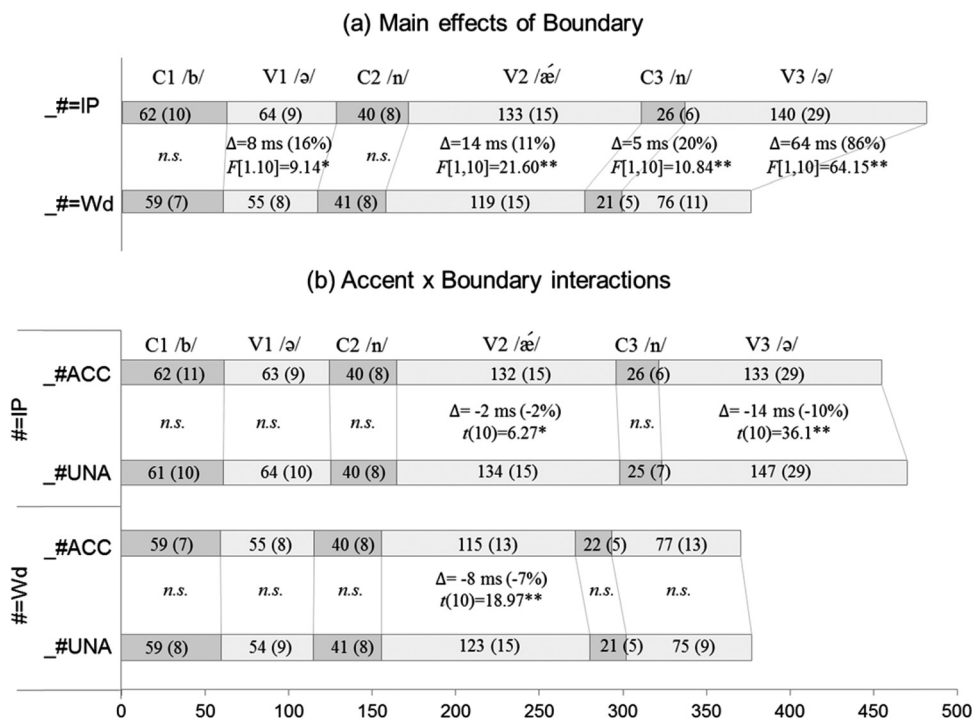 (a) Main effects of Boundary
C1 /b/ V1 /ə/ C2 /n/ V2 /ǽ/ C3 /n/ V3 /ə/
_#=IP 62 (10) 64 (9) 40 (8) 133 (15) 26 (6) 140 (29)
n.s. Δ=8 ms (16%) n.s. Δ=14 ms (11%) Δ=5 ms (20%) Δ=64 ms (86%)
F[1.10]=9.14* F[1,10]=21.60** F[1,10]=10.84** F[1,10]=64.15**
_#=Wd 59 (7) 55 (8) 41 (8) 119 (15) 21 (5) 76 (11)
(b) Accent x Boundary interactions
C1 /b/ V1 /ə/ C2 /n/ V2 /ǽ/ C3 /n/ V3 /ə/
#=IP
_#ACC 62 (11) 63 (9) 40 (8) 132 (15) 26 (6) 133 (29)
n.s. n.s. n.s. Δ= -2 ms (-2%) n.s. Δ= -14 ms (-10%)
t(10)=6.27* t(10)=36.1**
_#UNA 61 (10) 64 (10) 40 (8) 134 (15) 25 (7) 147 (29)
#=Wd
_#ACC 59 (7) 55 (8) 40 (8) 115 (13) 22 (5) 77 (13)
n.s. n.s. n.s. Δ= -8 ms (-7%) n.s. n.s.
t(10)=18.97**
_#UNA 59 (8) 54 (9) 41 (8) 123 (15) 21 (5) 75 (9)
0 50 100 150 200 250 300 350 400 450 500